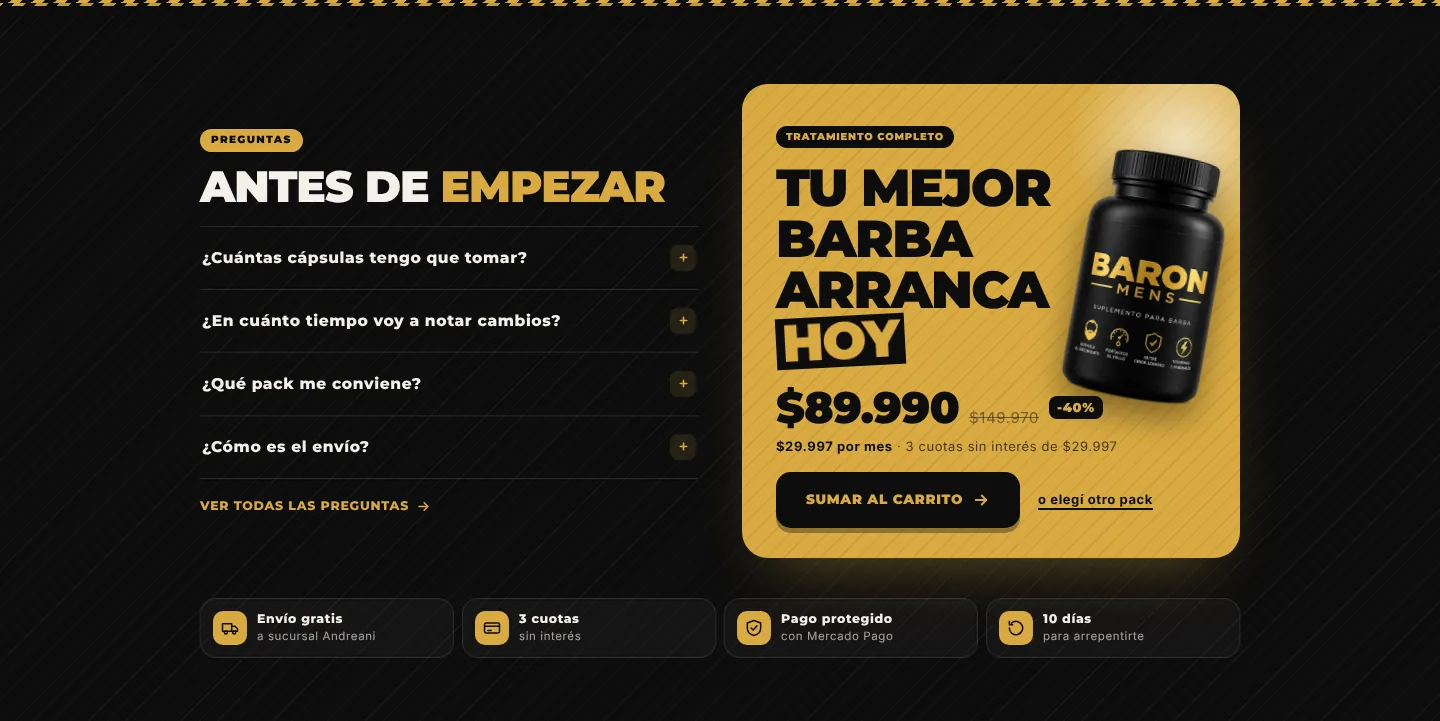 PREGUNTAS
ANTES DE EMPEZAR
¿Cuántas cápsulas tengo que tomar?
+
¿En cuánto tiempo voy a notar cambios?
+
¿Qué pack me conviene?
+
¿Cómo es el envío?
+
VER TODAS LAS PREGUNTAS →
TRATAMIENTO COMPLETO
TU MEJOR
BARBA
ARRANCA
HOY
$89.990 $149.970 -40%
$29.997 por mes · 3 cuotas sin interés de $29.997
SUMAR AL CARRITO →
o elegí otro pack
BARON
MENS
SUPLEMENTO PARA BARBA
Envío gratis
a sucursal Andreani
3 cuotas
sin interés
Pago protegido
con Mercado Pago
10 días
para arrepentirte